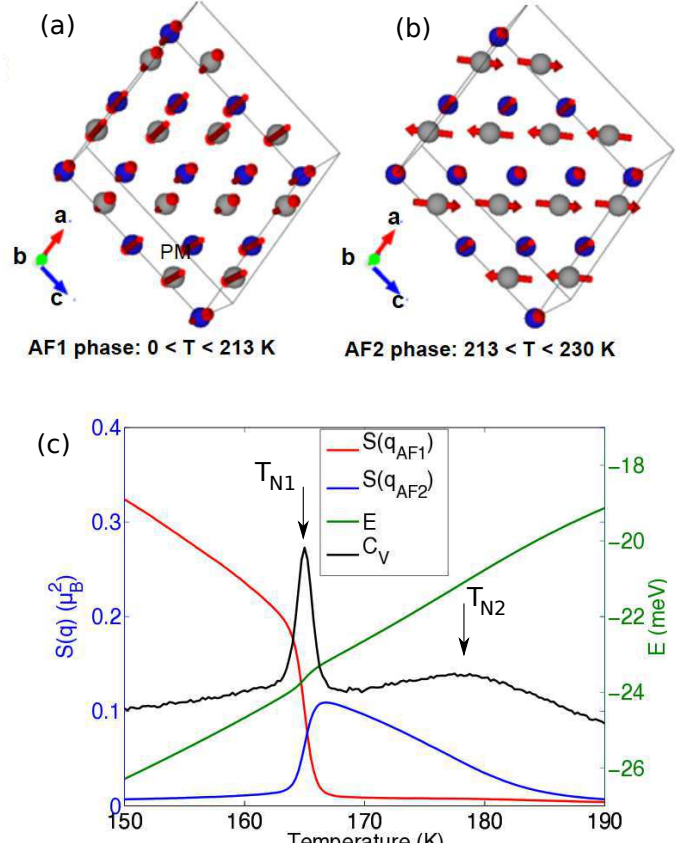 (a)
(b)
PM
a
b
c
a
b
c
AF1 phase: 0 < T < 213 K
AF2 phase: 213 < T < 230 K
(c)
S(q_AF1)
S(q_AF2)
E
C_V
T_N1
T_N2
0.4
0.3
0.2
0.1
0
S(q) (μ_B^2)
−18
−20
−22
−24
−26
E (meV)
150
160
170
180
190
Temperature (K)